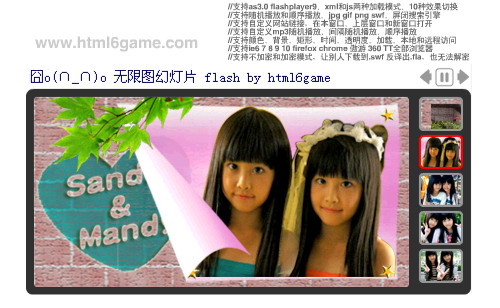 //支持as3.0 flashplayer9、xml和js两种加载模式、10种效果切换
//支持随机播放和顺序播放、jpg gif png swf、屏闭搜索引擎
//支持自定义网站链接、在本窗口、上层窗口和新窗口打开
//支持自定义mp3随机播放、间隔随机播放、顺序播放
//支持颜色、背景、矩形、时间、透明度、加载、本地和远程访问
//支持ie6 7 8 9 10 firefox chrome 傲游 360 TT全部浏览器
//支持不加密和加密模式、让别人下载到.swf 反译出.fla、也无法解密
www.html6game.com
囧o(∩_∩)o 无限图幻灯片 flash by html6game
Sand
&
Mand